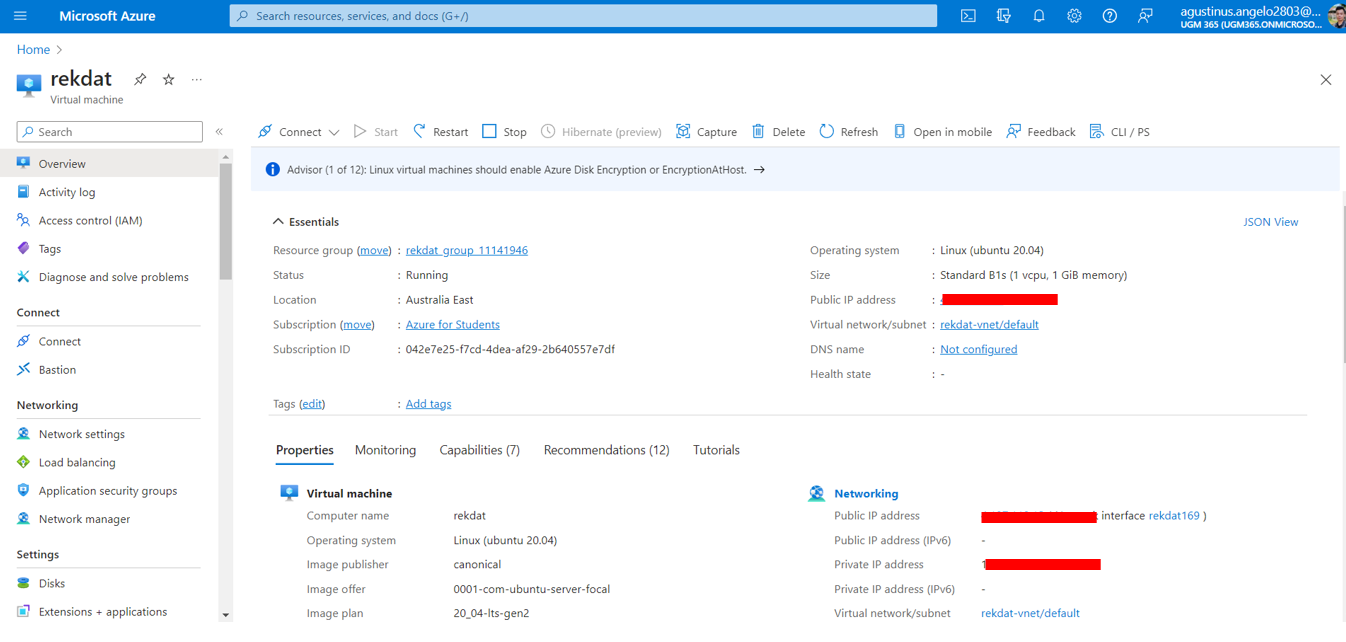 Microsoft Azure
Search resources, services, and docs (G+/)
agustinus.angelo2803@...
UGM 365 (UGM365.ONMICROSO...
Home
rekdat
Virtual machine
Search
Connect Start Restart Stop Hibernate (preview) Capture Delete Refresh Open in mobile Feedback CLI / PS
Overview
Activity log
Access control (IAM)
Tags
Diagnose and solve problems
Connect
Connect
Bastion
Networking
Network settings
Load balancing
Application security groups
Network manager
Settings
Disks
Extensions + applications
Advisor (1 of 12): Linux virtual machines should enable Azure Disk Encryption or EncryptionAtHost. →
Essentials
JSON View
Resource group (move) : rekdat_group_11141946
Status : Running
Location : Australia East
Subscription (move) : Azure for Students
Subscription ID : 042e7e25-f7cd-4dea-af29-2b640557e7df
Operating system : Linux (ubuntu 20.04)
Size : Standard B1s (1 vcpu, 1 GiB memory)
Public IP address :
Virtual network/subnet : rekdat-vnet/default
DNS name : Not configured
Health state : -
Tags (edit) : Add tags
Properties Monitoring Capabilities (7) Recommendations (12) Tutorials
Virtual machine
Computer name rekdat
Operating system Linux (ubuntu 20.04)
Image publisher canonical
Image offer 0001-com-ubuntu-server-focal
Image plan 20_04-lts-gen2
Networking
Public IP address interface rekdat169 )
Public IP address (IPv6) -
Private IP address
Private IP address (IPv6) -
Virtual network/subnet rekdat-vnet/default